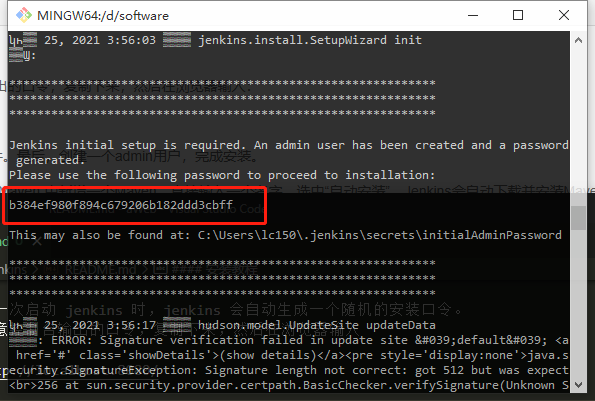 MINGW64:/d/software
25, 2021 3:56:03 jenkins.install.SetupWizard init
*************************************************************
*************************************************************
*************************************************************
Jenkins initial setup is required. An admin user has been created and a password
generated.
Please use the following password to proceed to installation:
b384ef980f894c679206b182ddd3cbff
This may also be found at: C:\Users\lc150\.jenkins\secrets\initialAdminPassword
*************************************************************
*************************************************************
次启动 jenkins 时，jenkins 会自动生成一个随机的安装口令。
25, 2021 3:56:17 hudson.model.UpdateSite updateData
: ERROR: Signature verification failed in update site &#039;default&#039; <a
href='#' class='showDetails'>(show details)</a><pre style='display:none'>java.s
ecurity.SignatureException: Signature length not correct: got 512 but was expect
<br>256 at sun.security.provider.certpath.BasicChecker.verifySignature(Unknown S